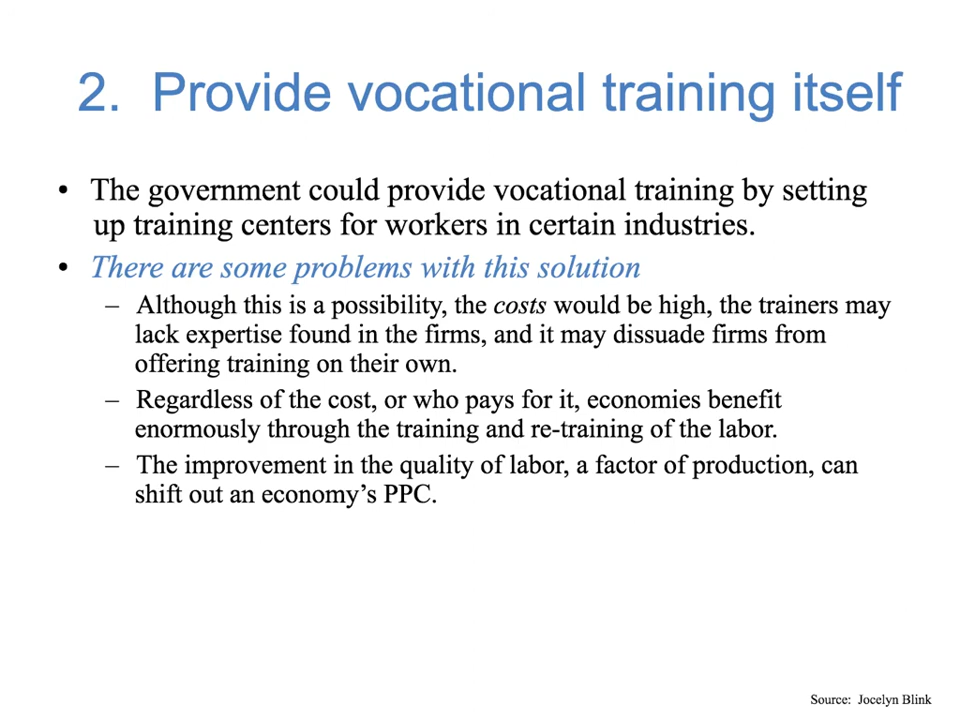 2. Provide vocational training itself
• The government could provide vocational training by setting
up training centers for workers in certain industries.
• There are some problems with this solution
– Although this is a possibility, the costs would be high, the trainers may
lack expertise found in the firms, and it may dissuade firms from
offering training on their own.
– Regardless of the cost, or who pays for it, economies benefit
enormously through the training and re-training of the labor.
– The improvement in the quality of labor, a factor of production, can
shift out an economy’s PPC.
Source: Jocelyn Blink